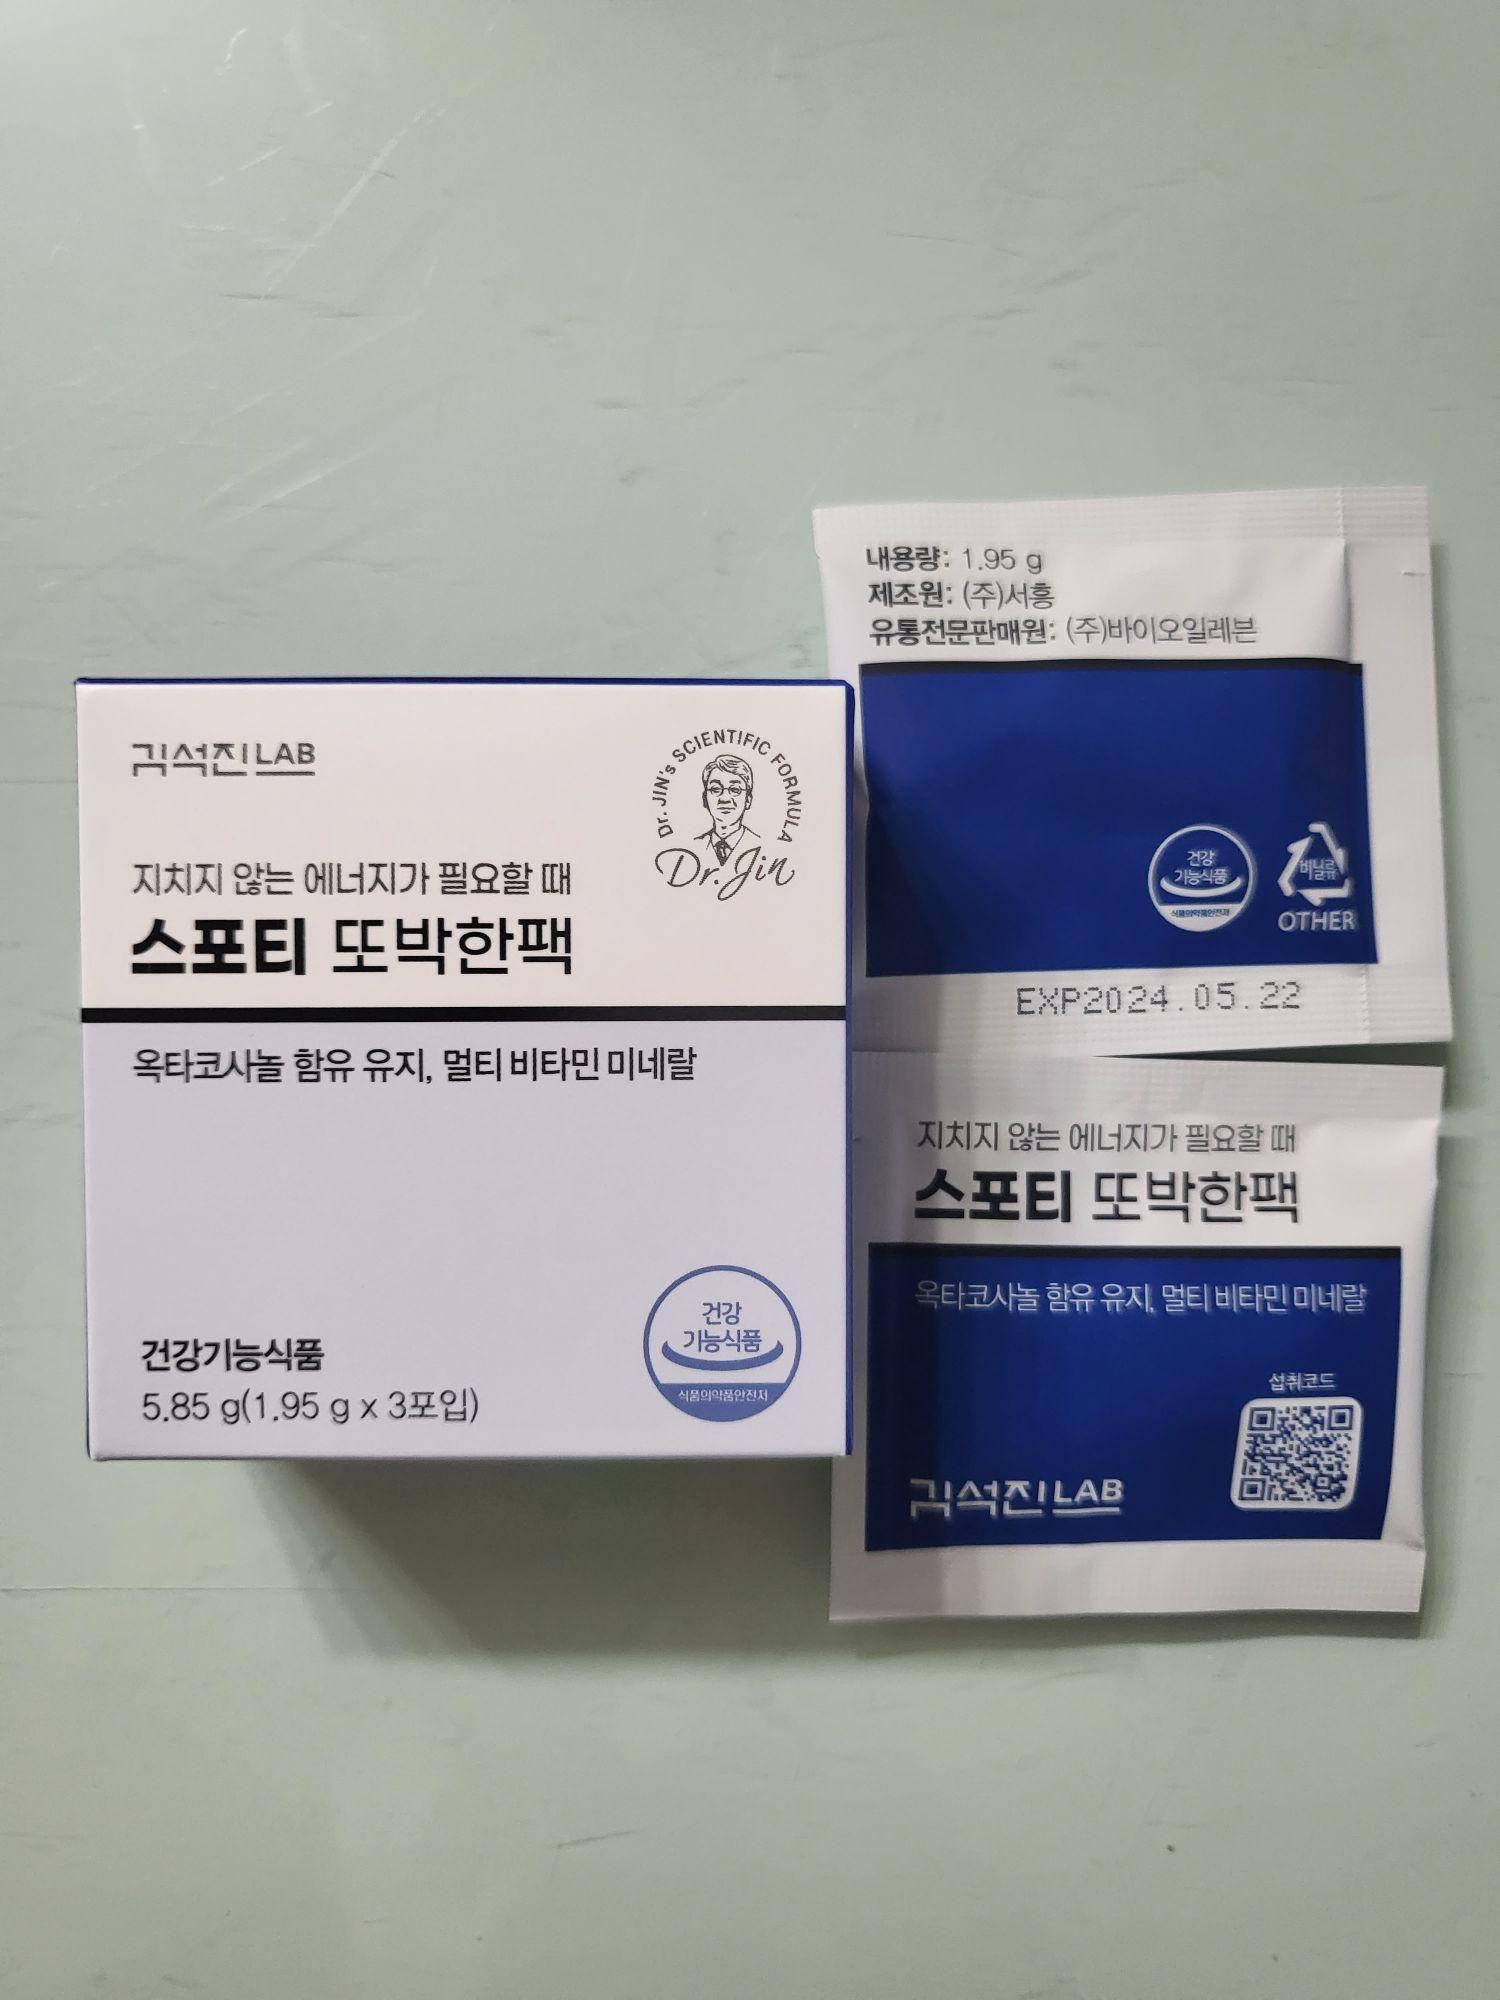 김석진LAB
Dr. JIN's SCIENTIFIC FORMULA
Dr.Jin
지치지 않는 에너지가 필요할 때
스포티 또박한팩
옥타코사놀 함유 유지, 멀티 비타민 미네랄
건강기능식품
5.85 g(1.95 g x 3포입)
건강
기능식품
식품의약품안전처
내용량: 1.95 g
제조원: (주)서흥
유통전문판매원: (주)바이오일레븐
건강
기능식품
식품의약품안전처
비닐류
OTHER
EXP2024.05.22
지치지 않는 에너지가 필요할 때
스포티 또박한팩
옥타코사놀 함유 유지, 멀티 비타민 미네랄
섭취코드
김석진LAB